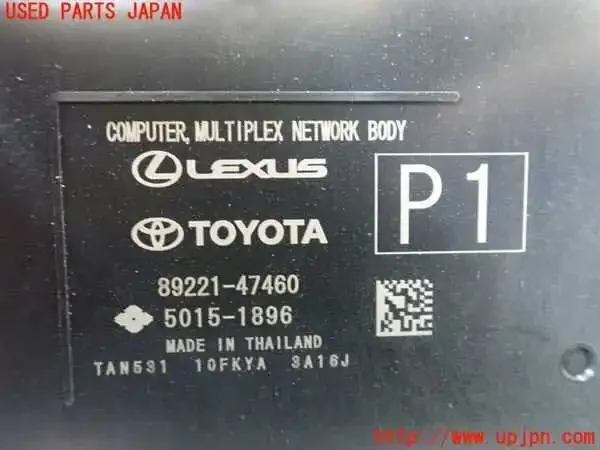 USED PARTS JAPAN
COMPUTER, MULTIPLEX NETWORK BODY
LEXUS
TOYOTA
P1
89221-47460
5015-1896
MADE IN THAILAND
TAN531 10FKYA 3A16J
http://www.upjpn.com/